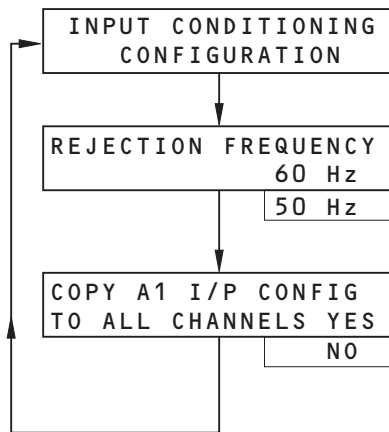 INPUT CONDITIONING
CONFIGURATION
REJECTION FREQUENCY
60 Hz
50 Hz
COPY A1 I/P CONFIG
TO ALL CHANNELS YES
NO